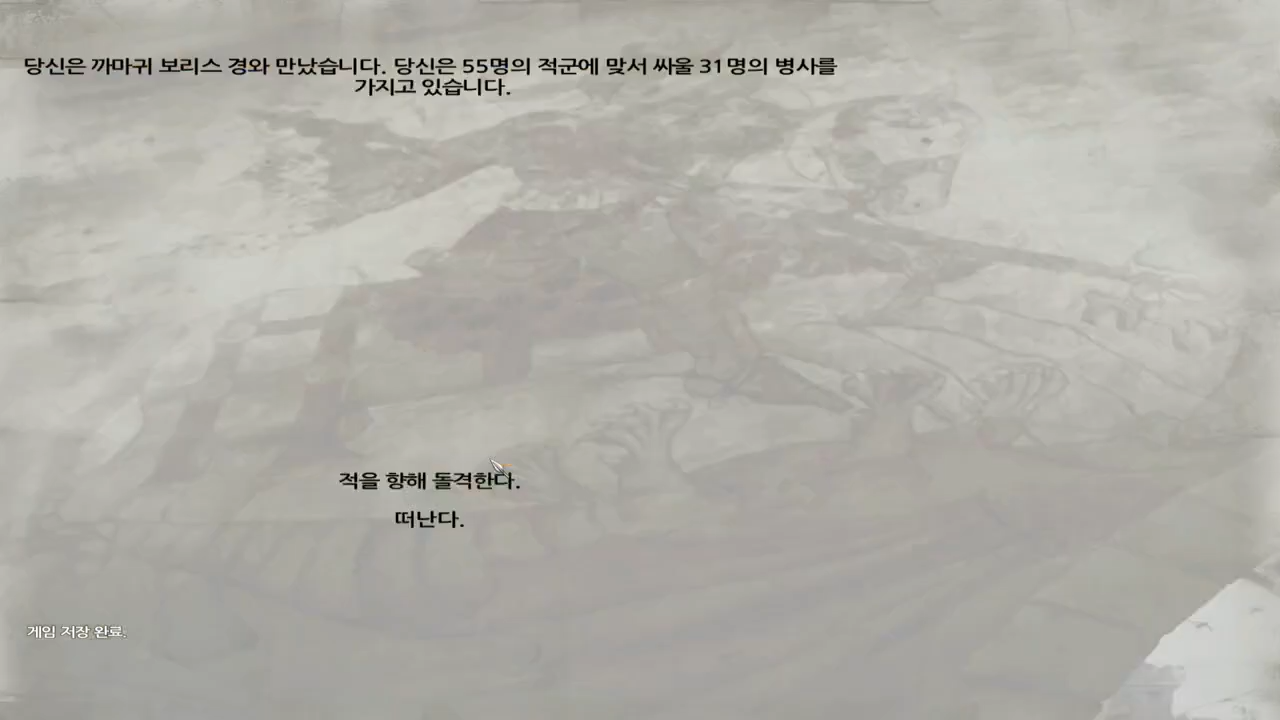 당신은 까마귀 보리스 경와 만났습니다. 당신은 55명의 적군에 맞서 싸울 31명의 병사를
가지고 있습니다.
적을 향해 돌격한다.
떠난다.
게임 저장 완료.